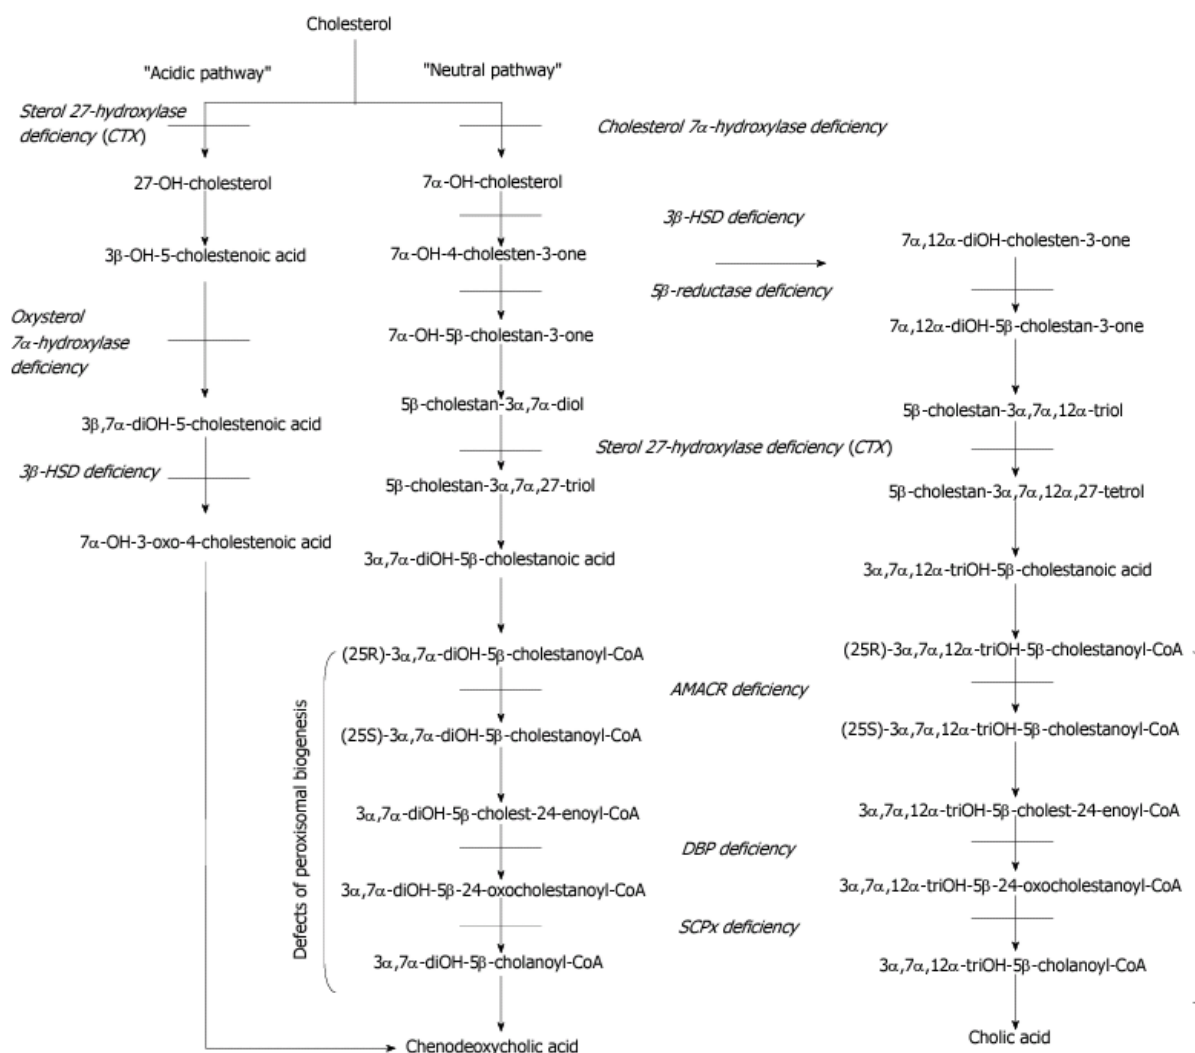 Cholesterol
"Acidic pathway"
"Neutral pathway"
Sterol 27-hydroxylase
deficiency (CTX)
Cholesterol 7α-hydroxylase deficiency
27-OH-cholesterol
7α-OH-cholesterol
3β-HSD deficiency
7α,12α-diOH-cholesten-3-one
3β-OH-5-cholestenoic acid
7α-OH-4-cholesten-3-one
5β-reductase deficiency
Oxysterol
7α-hydroxylase
deficiency
7α-OH-5β-cholestan-3-one
7α,12α-diOH-5β-cholestan-3-one
3β,7α-diOH-5-cholestenoic acid
5β-cholestan-3α,7α-diol
5β-cholestan-3α,7α,12α-triol
3β-HSD deficiency
Sterol 27-hydroxylase deficiency (CTX)
5β-cholestan-3α,7α,27-triol
5β-cholestan-3α,7α,12α,27-tetrol
7α-OH-3-oxo-4-cholestenoic acid
3α,7α-diOH-5β-cholestanoic acid
3α,7α,12α-triOH-5β-cholestanoic acid
Defects of peroxisomal biogenesis
(25R)-3α,7α-diOH-5β-cholestanoyl-CoA
(25R)-3α,7α,12α-triOH-5β-cholestanoyl-CoA
AMACR deficiency
(25S)-3α,7α-diOH-5β-cholestanoyl-CoA
(25S)-3α,7α,12α-triOH-5β-cholestanoyl-CoA
3α,7α-diOH-5β-cholest-24-enoyl-CoA
3α,7α,12α-triOH-5β-cholest-24-enoyl-CoA
DBP deficiency
3α,7α-diOH-5β-24-oxocholestanoyl-CoA
3α,7α,12α-triOH-5β-24-oxocholestanoyl-CoA
SCPx deficiency
3α,7α-diOH-5β-cholanoyl-CoA
3α,7α,12α-triOH-5β-cholanoyl-CoA
Chenodeoxycholic acid
Cholic acid